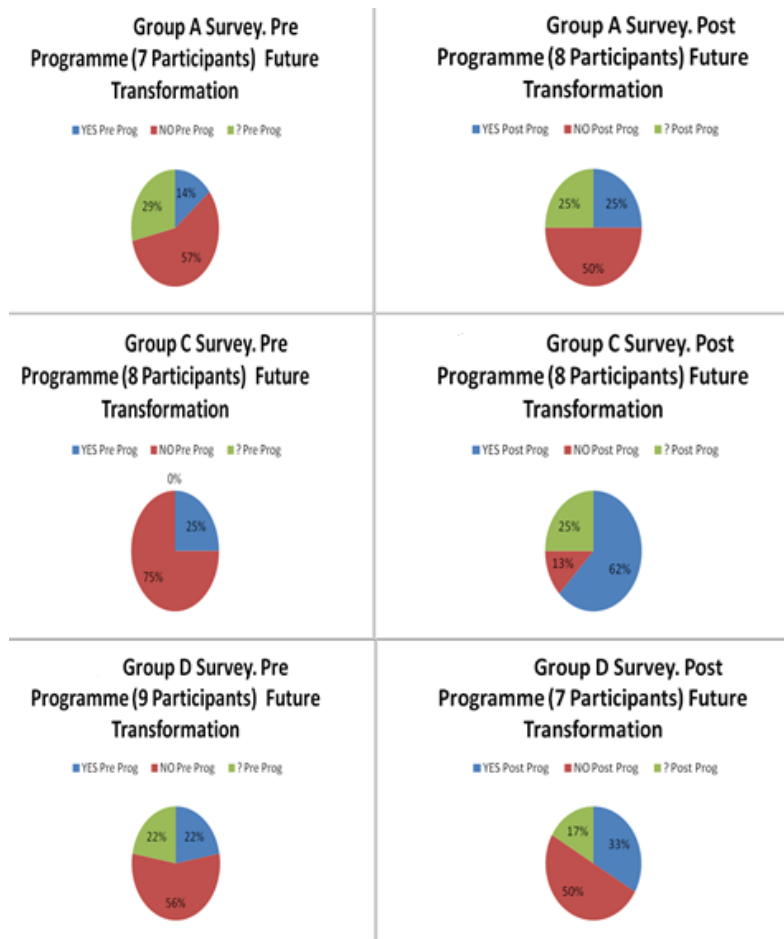 Group A Survey. Pre
Programme (7 Participants) Future
Transformation
YES Pre Prog NO Pre Prog ? Pre Prog
14%
29%
57%
Group A Survey. Post
Programme (8 Participants) Future
Transformation
YES Post Prog NO Post Prog ? Post Prog
25% 25%
50%
Group C Survey. Pre
Programme (8 Participants) Future
Transformation
YES Pre Prog NO Pre Prog ? Pre Prog
0%
25%
75%
Group C Survey. Post
Programme (8 Participants) Future
Transformation
YES Post Prog NO Post Prog ? Post Prog
25%
13%
62%
Group D Survey. Pre
Programme (9 Participants) Future
Transformation
YES Pre Prog NO Pre Prog ? Pre Prog
22% 22%
56%
Group D Survey. Post
Programme (7 Participants) Future
Transformation
YES Post Prog NO Post Prog ? Post Prog
17%
33%
50%